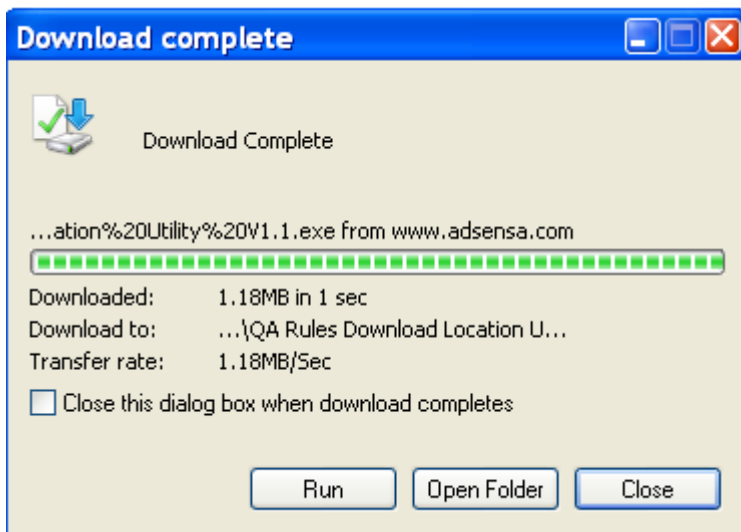 Download complete
Download Complete
...ation%20Utility%20V1.1.exe from www.adsensa.com
Downloaded: 1.18MB in 1 sec
Download to: ...\QA Rules Download Location U...
Transfer rate: 1.18MB/Sec
Close this dialog box when download completes
Run Open Folder Close